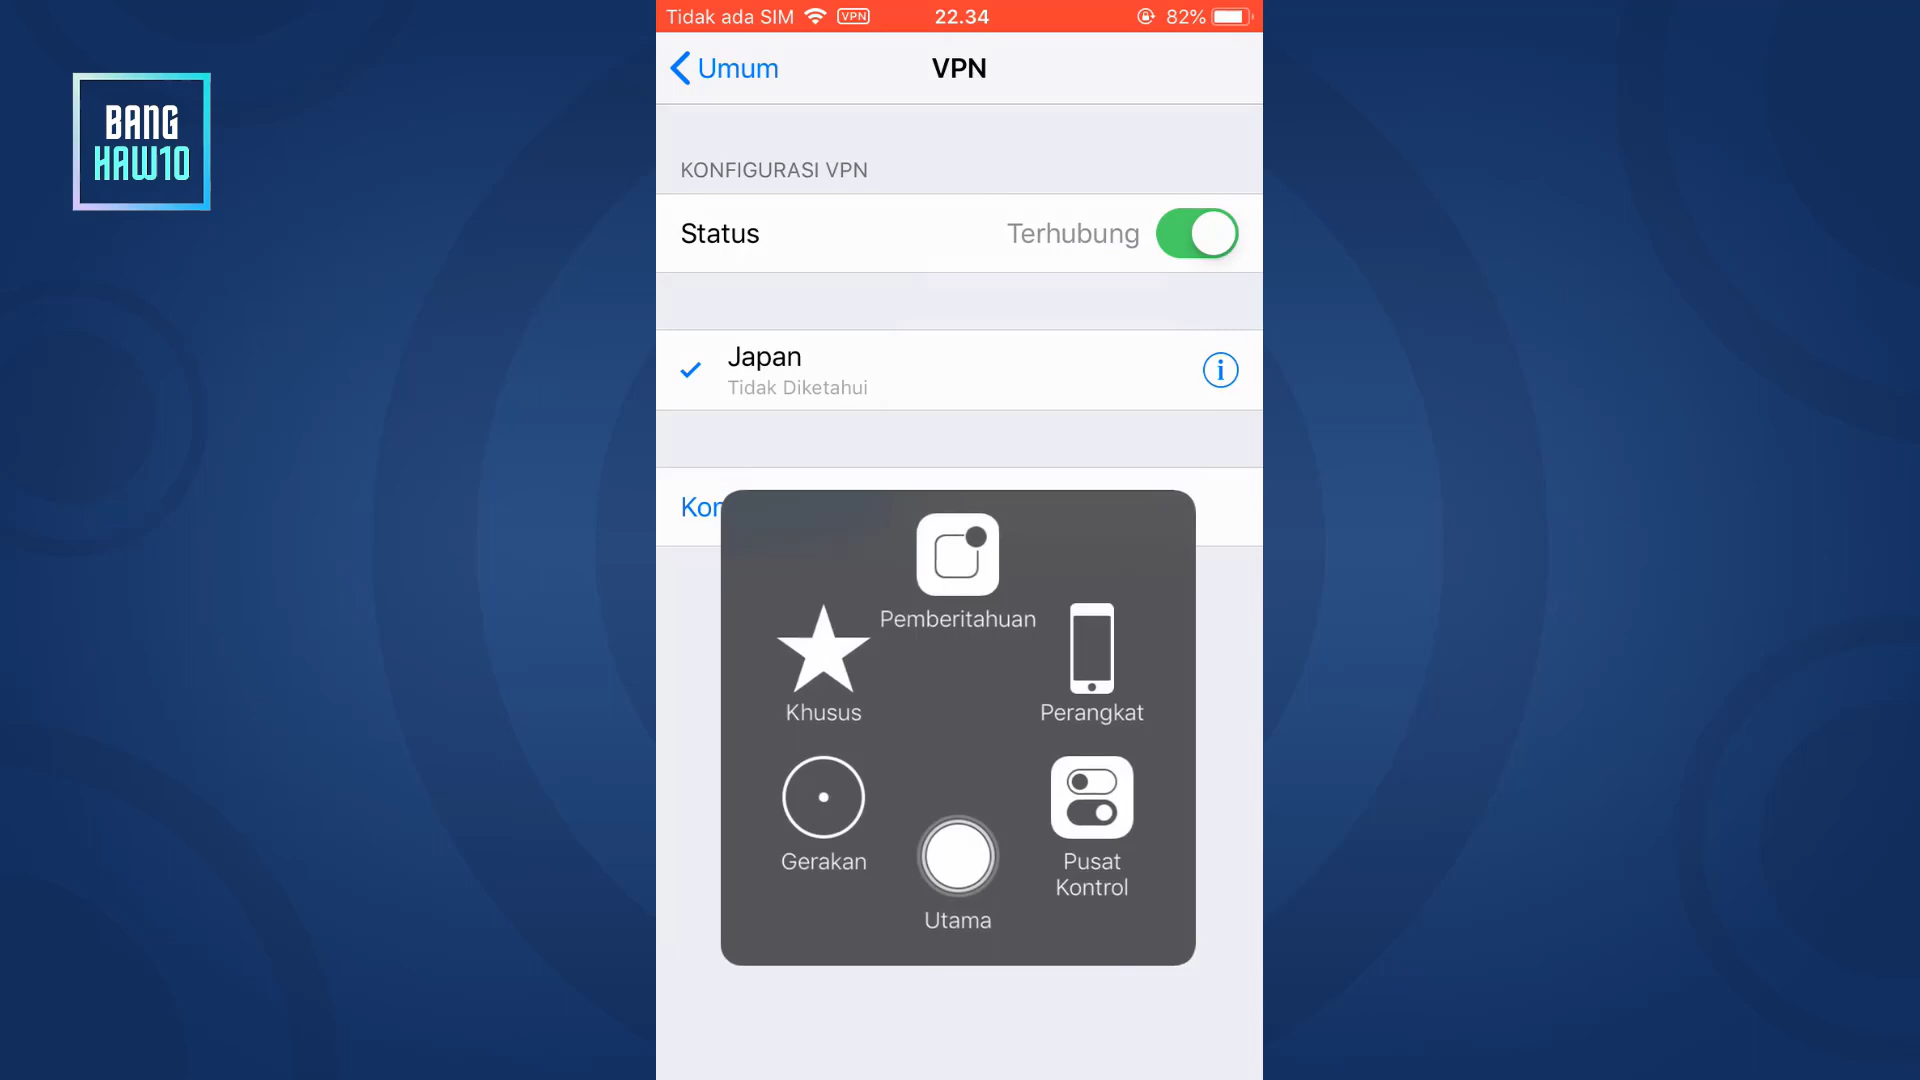 BANG
HAW10
Tidak ada SIM VPN 22.34 82%
Umum VPN
KONFIGURASI VPN
Status Terhubung
Japan
Tidak Diketahui
Kon
Pemberitahuan
Khusus
Perangkat
Gerakan
Pusat
Kontrol
Utama